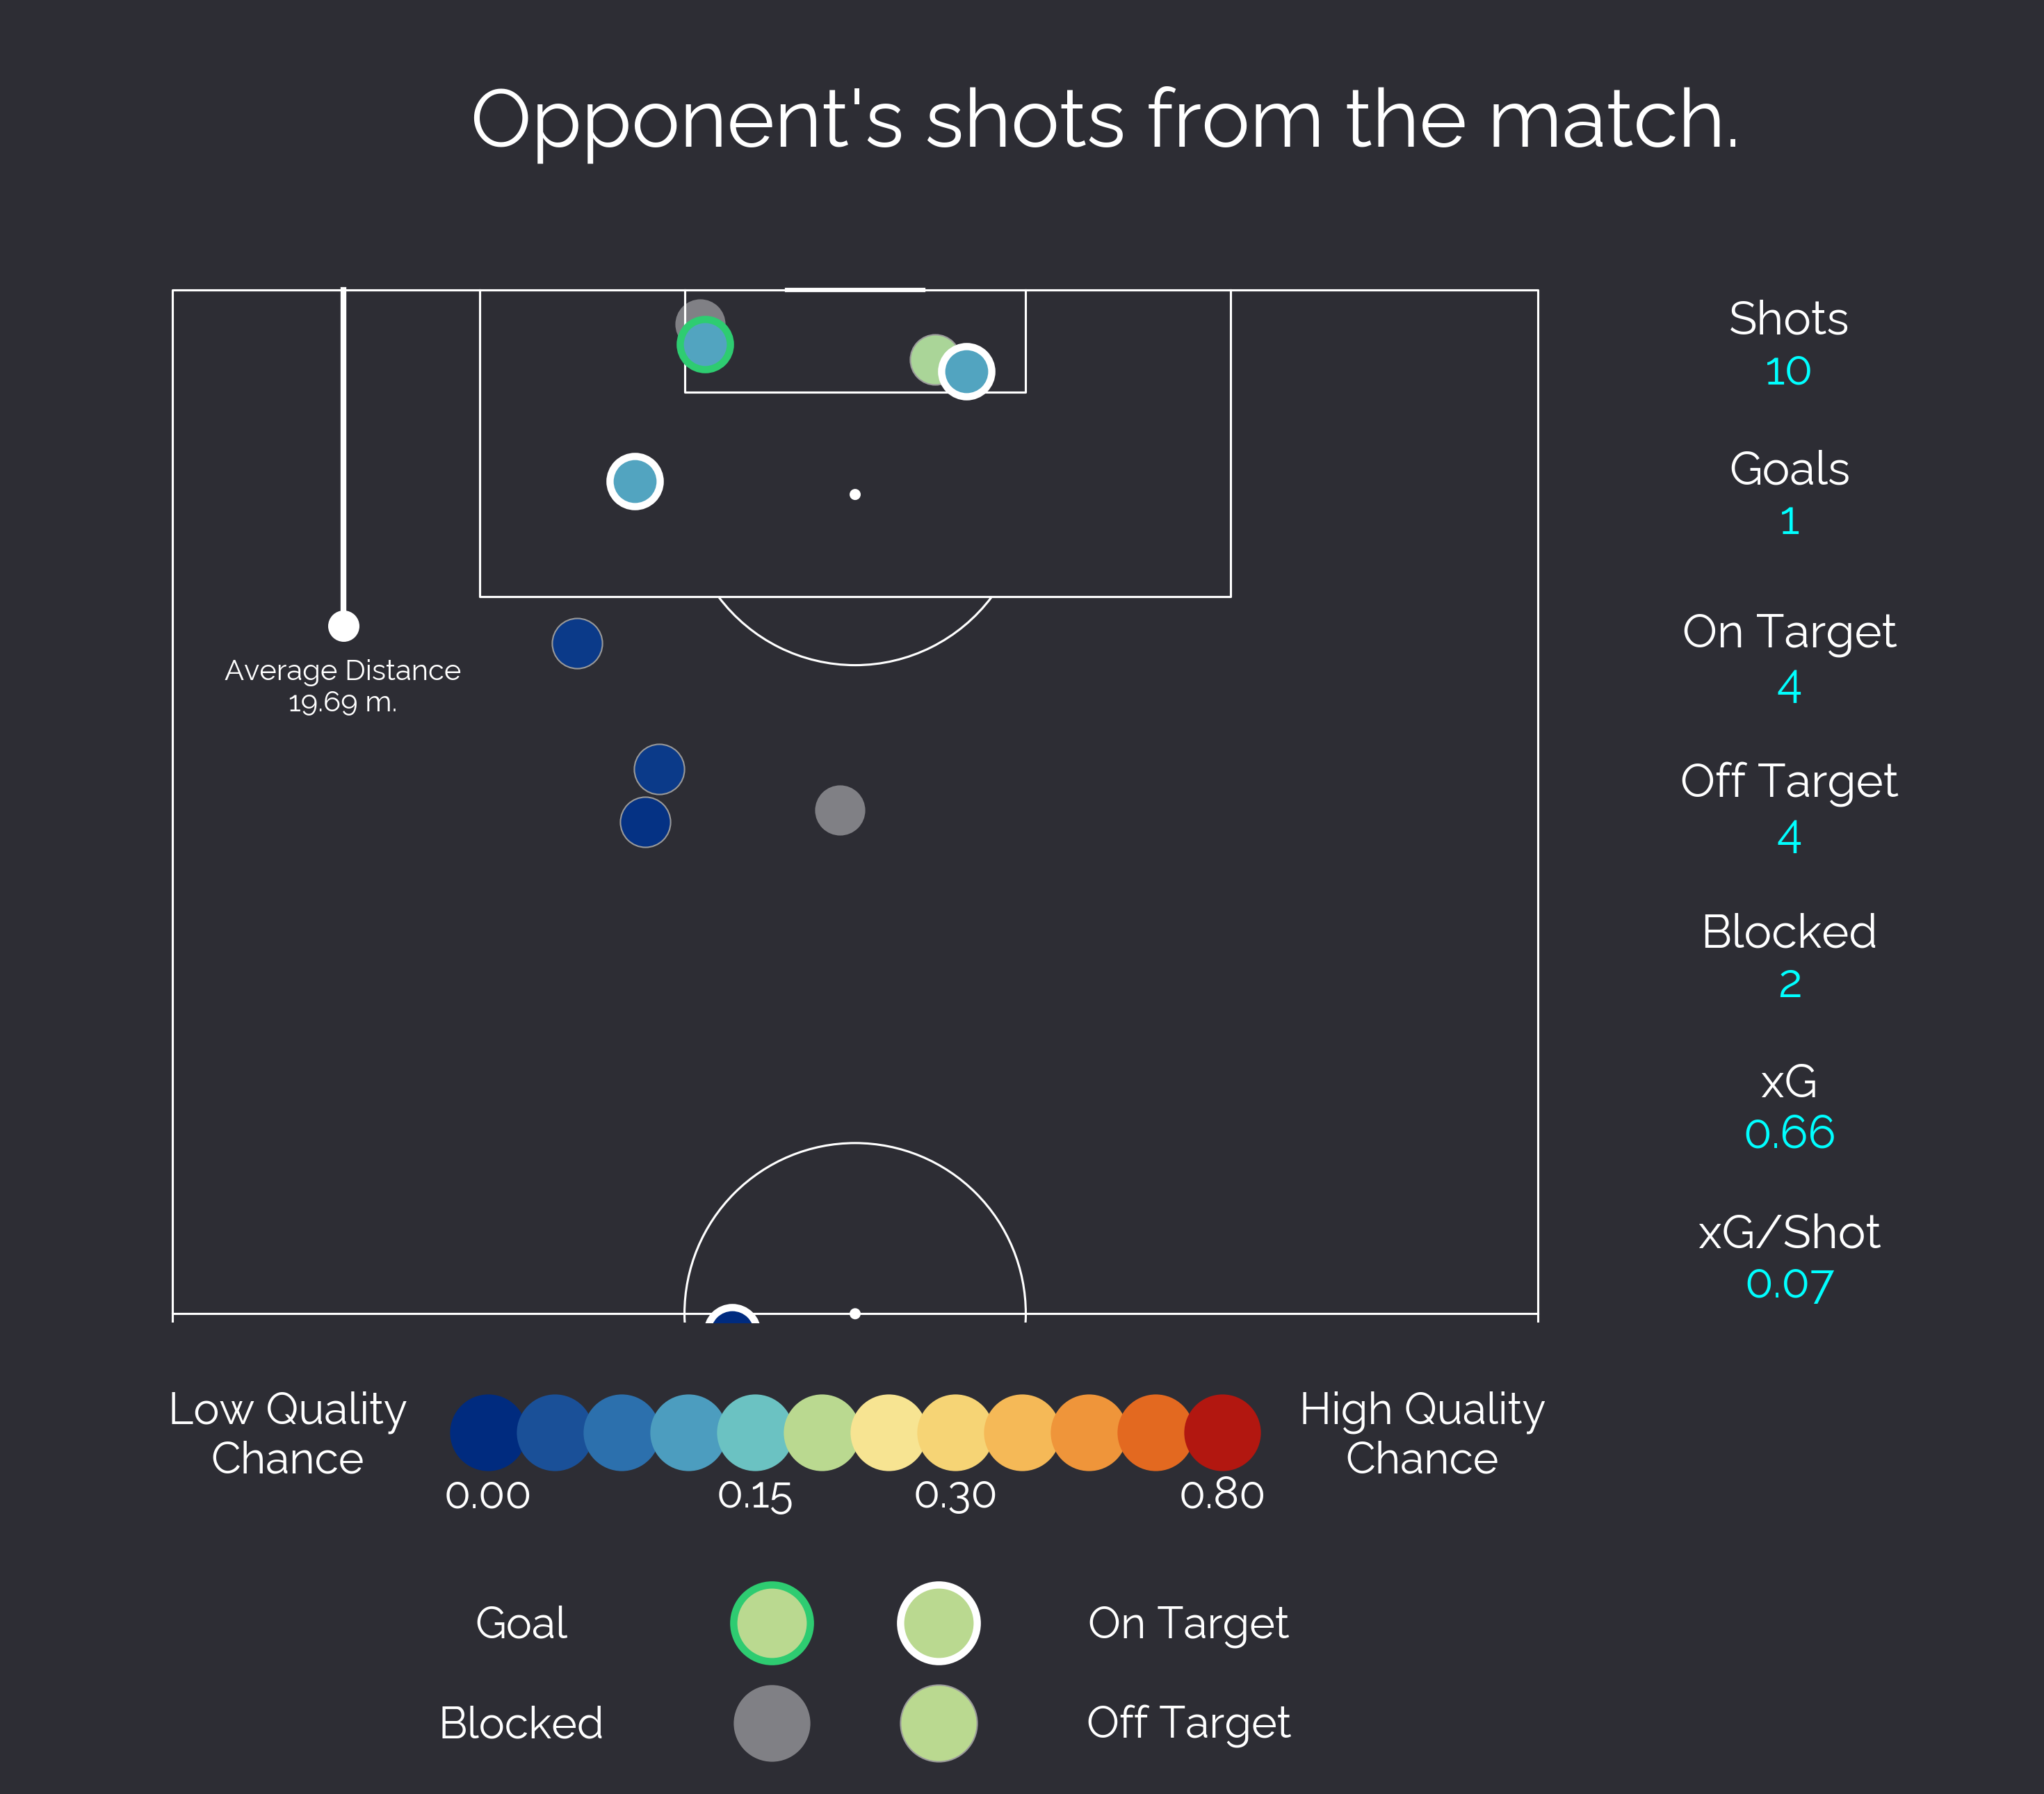 Opponent's shots from the match.
Shots
10
Goals
1
On Target
4
Off Target
4
Blocked
2
xG
0.66
xG/Shot
0.07
Average Distance
19.69 m.
Low Quality
Chance
0.00
0.15
0.30
0.80
High Quality
Chance
Goal
On Target
Blocked
Off Target